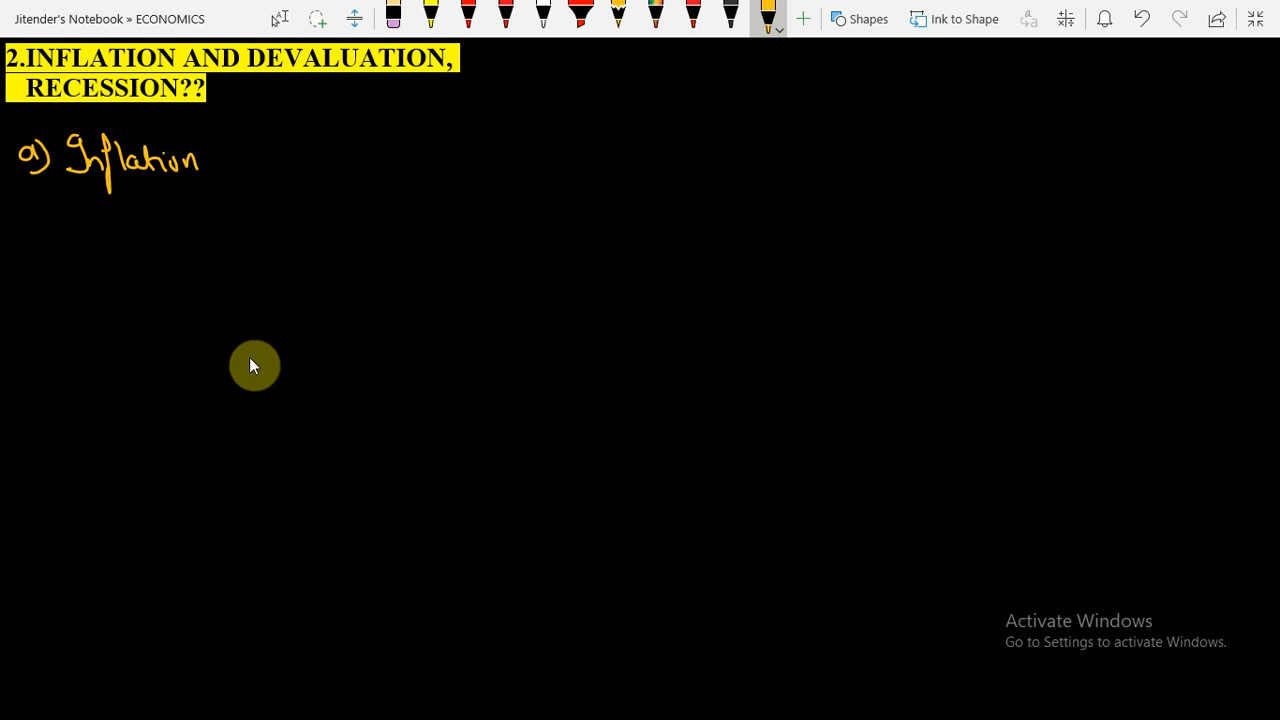 Jitender's Notebook » ECONOMICS
Shapes
Ink to Shape
2.INFLATION AND DEVALUATION,
RECESSION??
a) Inflation
Activate Windows
Go to Settings to activate Windows.